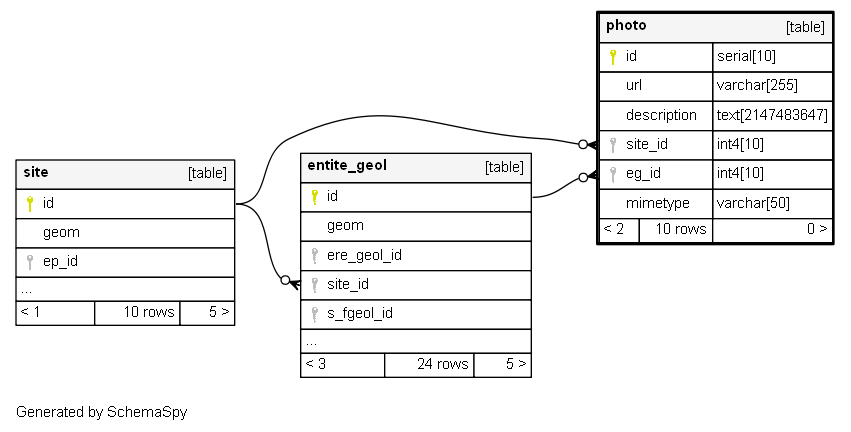 photo [table]
id serial[10]
url varchar[255]
description text[2147483647]
site_id int4[10]
eg_id int4[10]
mimetype varchar[50]
< 2 10 rows 0 >
site [table]
id
geom
ep_id
...
< 1 10 rows 5 >
entite_geol [table]
id
geom
ere_geol_id
site_id
s_fgeol_id
...
< 3 24 rows 5 >
Generated by SchemaSpy